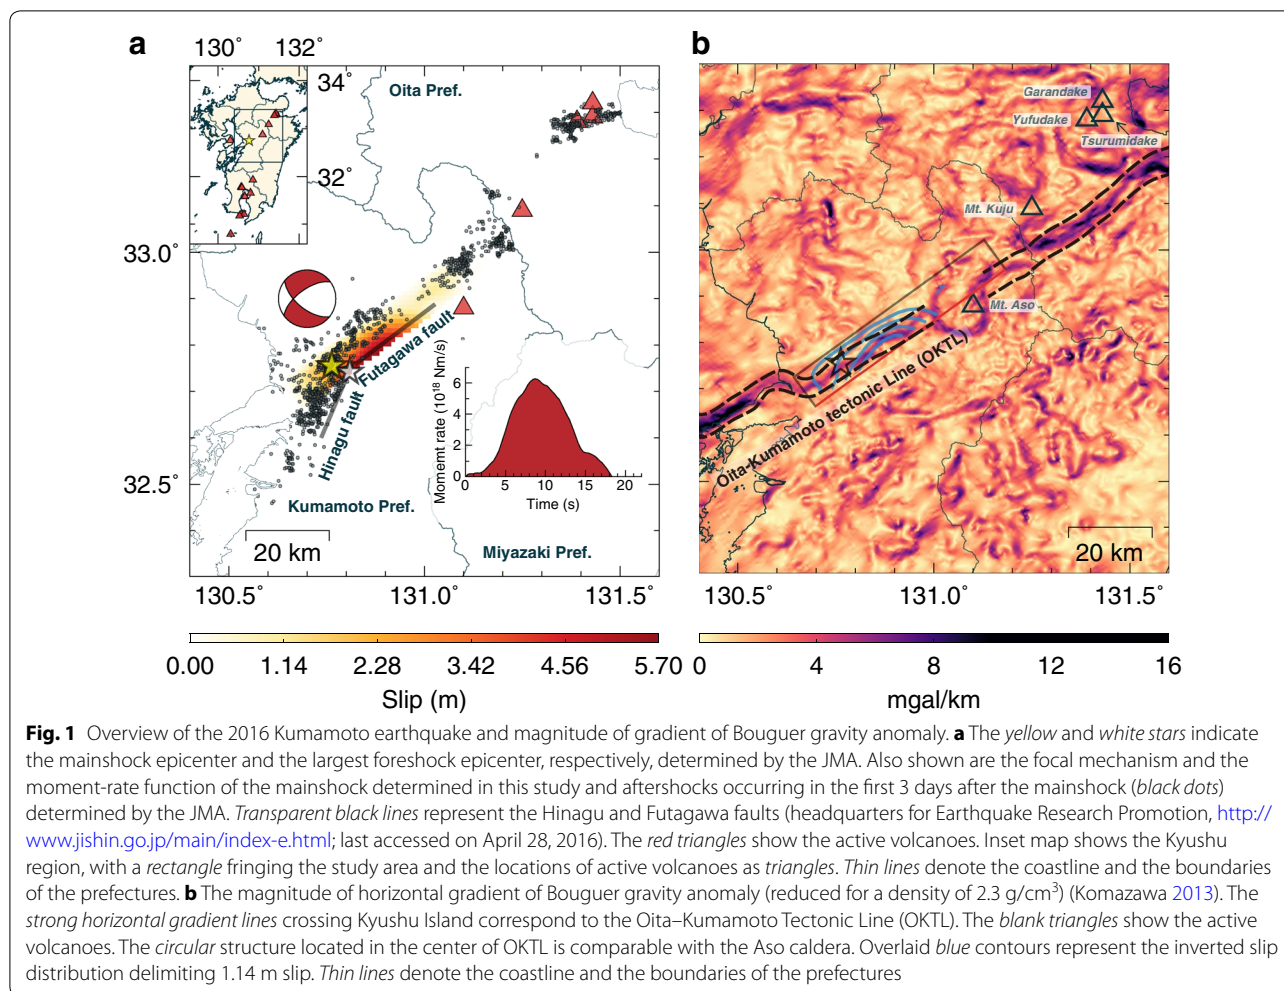 a
130° 132°
34°
32°
Oita Pref.
33.0°
32.5°
Futagawa fault
Hinagu fault
Kumamoto Pref.
Miyazaki Pref.
20 km
Moment rate (10¹⁸ Nm/s)
6
4
2
0
0 5 10 15 20
Time (s)
130.5° 131.0° 131.5°
0.00 1.14 2.28 3.42 4.56 5.70
Slip (m)
b
Garandake
Yufudake
Tsurumidake
Mt. Kuju
Mt. Aso
Oita-Kumamoto tectonic Line (OKTL)
20 km
130.5° 131.0° 131.5°
0 4 8 12 16
mgal/km
Fig. 1 Overview of the 2016 Kumamoto earthquake and magnitude of gradient of Bouguer gravity anomaly. a The yellow and white stars indicate
the mainshock epicenter and the largest foreshock epicenter, respectively, determined by the JMA. Also shown are the focal mechanism and the
moment-rate function of the mainshock determined in this study and aftershocks occurring in the first 3 days after the mainshock (black dots)
determined by the JMA. Transparent black lines represent the Hinagu and Futagawa faults (headquarters for Earthquake Research Promotion, http://
www.jishin.go.jp/main/index-e.html; last accessed on April 28, 2016). The red triangles show the active volcanoes. Inset map shows the Kyushu
region, with a rectangle fringing the study area and the locations of active volcanoes as triangles. Thin lines denote the coastline and the boundaries
of the prefectures. b The magnitude of horizontal gradient of Bouguer gravity anomaly (reduced for a density of 2.3 g/cm³) (Komazawa 2013). The
strong horizontal gradient lines crossing Kyushu Island correspond to the Oita–Kumamoto Tectonic Line (OKTL). The blank triangles show the active
volcanoes. The circular structure located in the center of OKTL is comparable with the Aso caldera. Overlaid blue contours represent the inverted slip
distribution delimiting 1.14 m slip. Thin lines denote the coastline and the boundaries of the prefectures